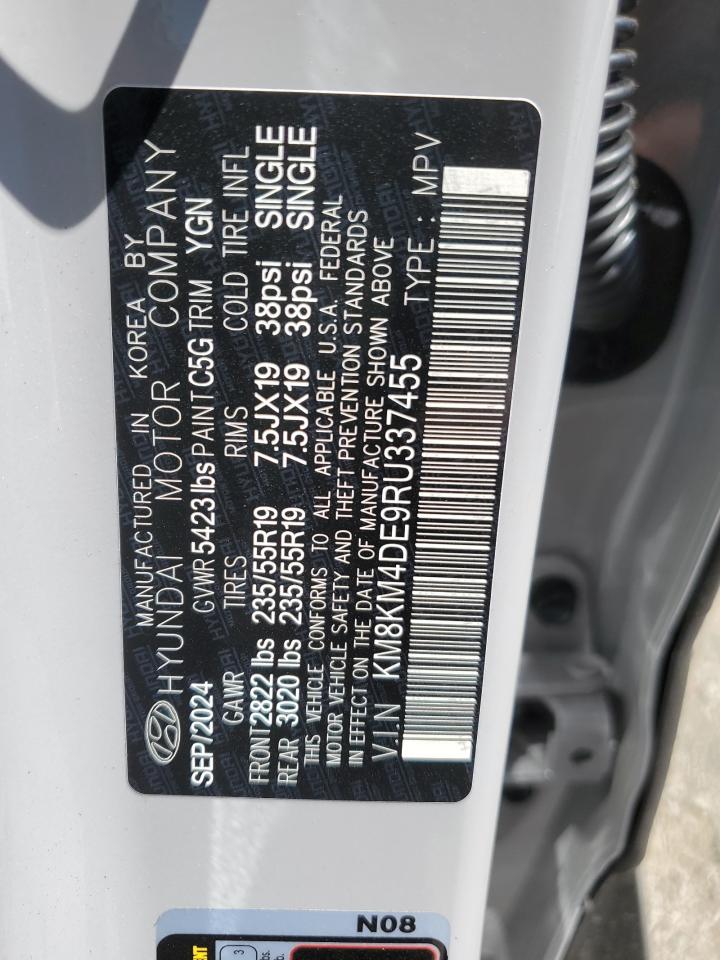 MANUFACTURED IN KOREA BY
HYUNDAI MOTOR COMPANY
SEP/2024 GVWR 5423 lbs PAINT C5G TRIM YGN
GAWR TIRES RIMS COLD TIRE INFL
FRONT 2822 lbs 235/55R19 7.5JX19 38psi SINGLE
REAR 3020 lbs 235/55R19 7.5JX19 38psi SINGLE
THIS VEHICLE CONFORMS TO ALL APPLICABLE U.S.A. FEDERAL
MOTOR VEHICLE SAFETY AND THEFT PREVENTION STANDARDS
IN EFFECT ON THE DATE OF MANUFACTURE SHOWN ABOVE
V.I.N KM8KM4DE9RU337455 TYPE : MPV
N08